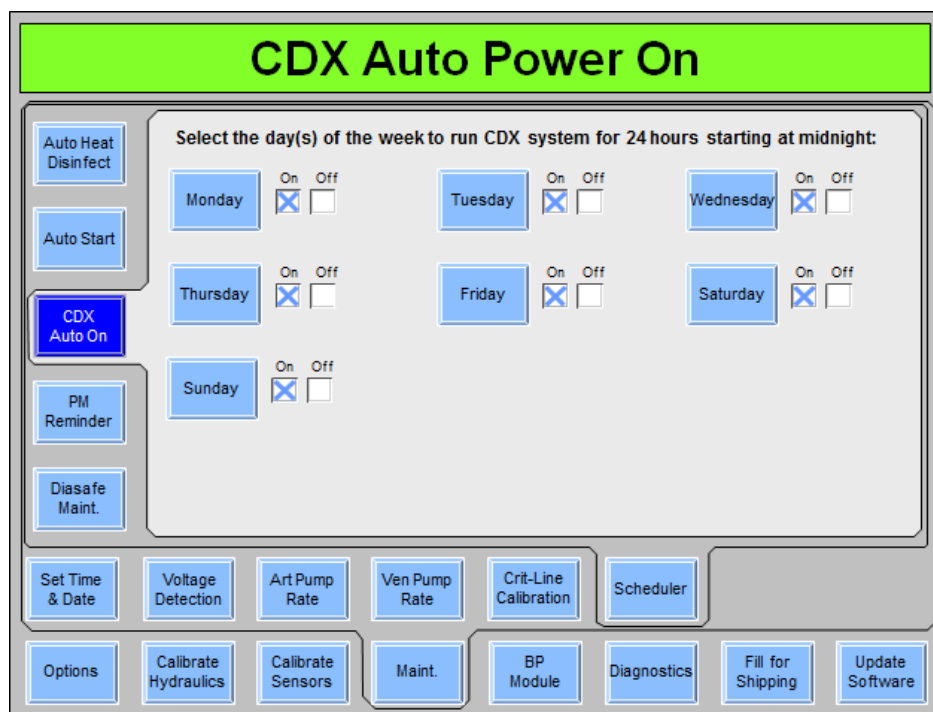 CDX Auto Power On
Select the day(s) of the week to run CDX system for 24 hours starting at midnight:
Auto Heat
Disinfect
Auto Start
CDX
Auto On
PM
Reminder
Diasafe
Maint.
Monday
On Off
Tuesday
On Off
Wednesday
On Off
Thursday
On Off
Friday
On Off
Saturday
On Off
Sunday
On Off
Set Time
& Date
Voltage
Detection
Art Pump
Rate
Ven Pump
Rate
Crit-Line
Calibration
Scheduler
Options
Calibrate
Hydraulics
Calibrate
Sensors
Maint.
BP
Module
Diagnostics
Fill for
Shipping
Update
Software